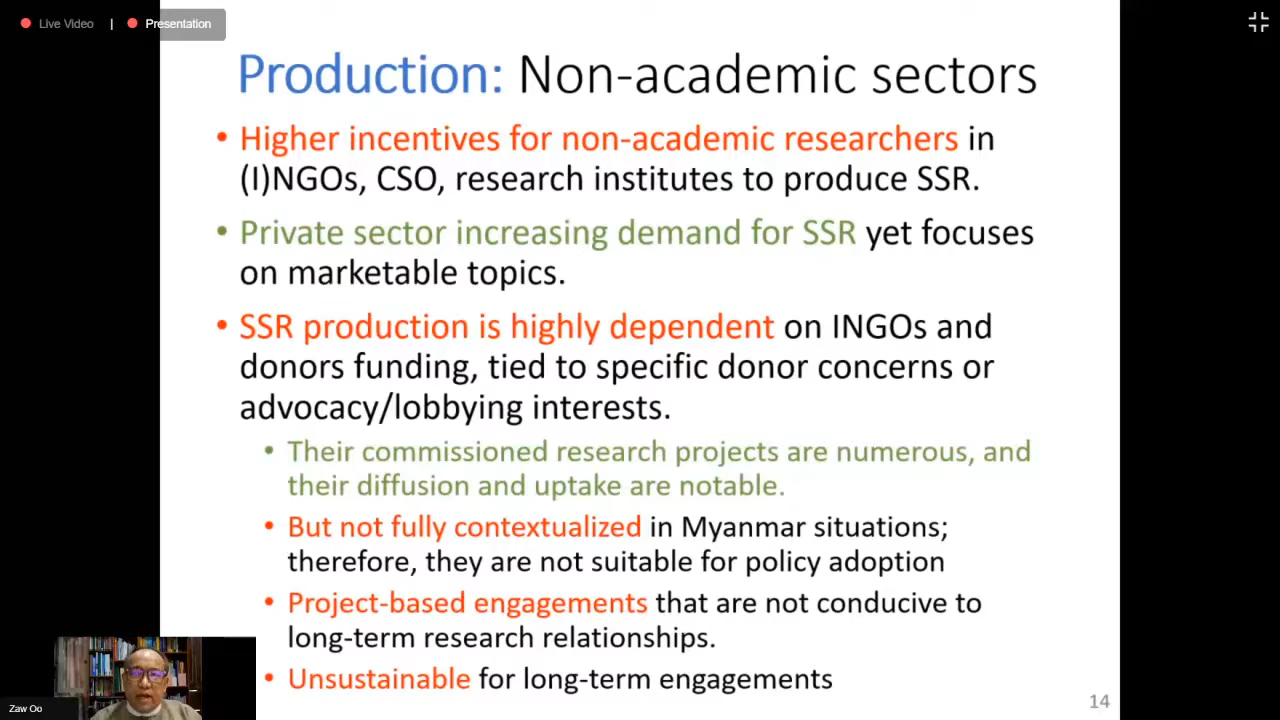 Live Video | Presentation
Production: Non-academic sectors
• Higher incentives for non-academic researchers in
(I)NGOs, CSO, research institutes to produce SSR.
• Private sector increasing demand for SSR yet focuses
on marketable topics.
• SSR production is highly dependent on INGOs and
donors funding, tied to specific donor concerns or
advocacy/lobbying interests.
• Their commissioned research projects are numerous, and
their diffusion and uptake are notable.
• But not fully contextualized in Myanmar situations;
therefore, they are not suitable for policy adoption
• Project-based engagements that are not conducive to
long-term research relationships.
• Unsustainable for long-term engagements
14
Zaw Oo